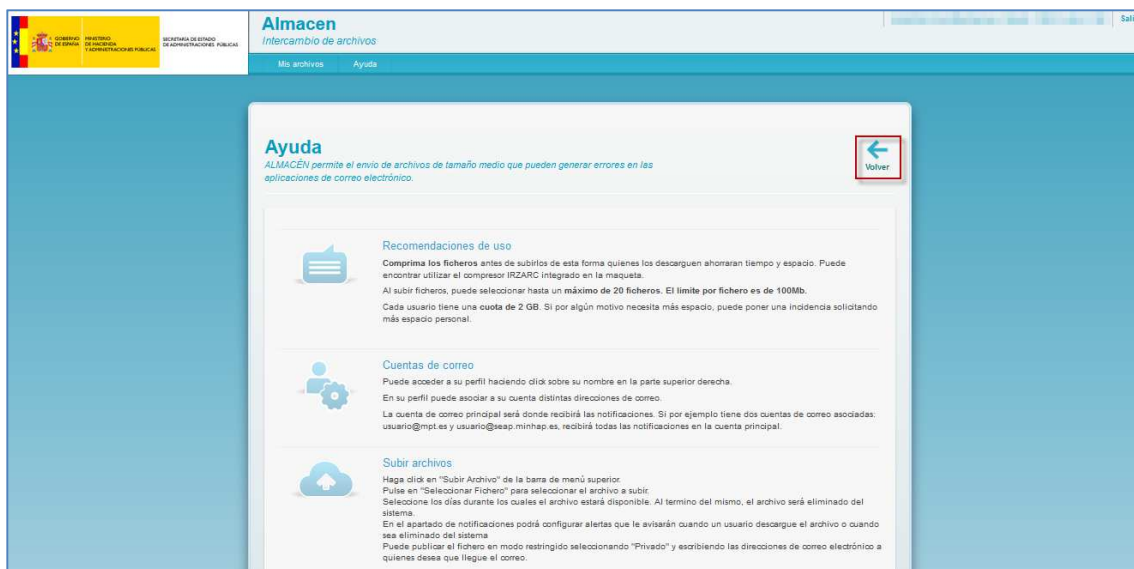 GOBIERNO DE ESPAÑA
MINISTERIO DE HACIENDA Y ADMINISTRACIONES PÚBLICAS
SECRETARÍA DE ESTADO DE ADMINISTRACIONES PÚBLICAS
Almacen
Intercambio de archivos
Mis archivos Ayuda
Ayuda
ALMACÉN permite el envio de archivos de tamaño medio que pueden generar errores en las
aplicaciones de correo electrónico.
Volver
Recomendaciones de uso
Comprima los ficheros antes de subirlos de esta forma quienes los descarguen ahorraran tiempo y espacio. Puede
encontrar utilizar el compresor IRZARC integrado en la maqueta.
Al subir ficheros, puede seleccionar hasta un máximo de 20 ficheros. El limite por fichero es de 100Mb.
Cada usuario tiene una cuota de 2 GB. Si por algún motivo necesita más espacio, puede poner una incidencia solicitando
más espacio personal.
Cuentas de correo
Puede acceder a su perfil haciendo click sobre su nombre en la parte superior derecha.
En su perfil puede asociar a su cuenta distintas direcciones de correo.
La cuenta de correo principal será donde recibirá las notificaciones. Si por ejemplo tiene dos cuentas de correo asociadas:
usuario@mpt.es y usuario@seap.minhap.es, recibirá todas las notificaciones en la cuenta principal.
Subir archivos
Haga click en "Subir Archivo" de la barra de menú superior.
Pulse en "Seleccionar Fichero" para seleccionar el archivo a subir.
Seleccione los días durante los cuales el archivo estará disponible. Al termino del mismo, el archivo será eliminado del
sistema.
En el apartado de notificaciones podrá configurar alertas que le avisarán cuando un usuario descargue el archivo o cuando
sea eliminado del sistema
Puede publicar el fichero en modo restringido seleccionando "Privado" y escribiendo las direcciones de correo electrónico a
quienes desea que llegue el correo.